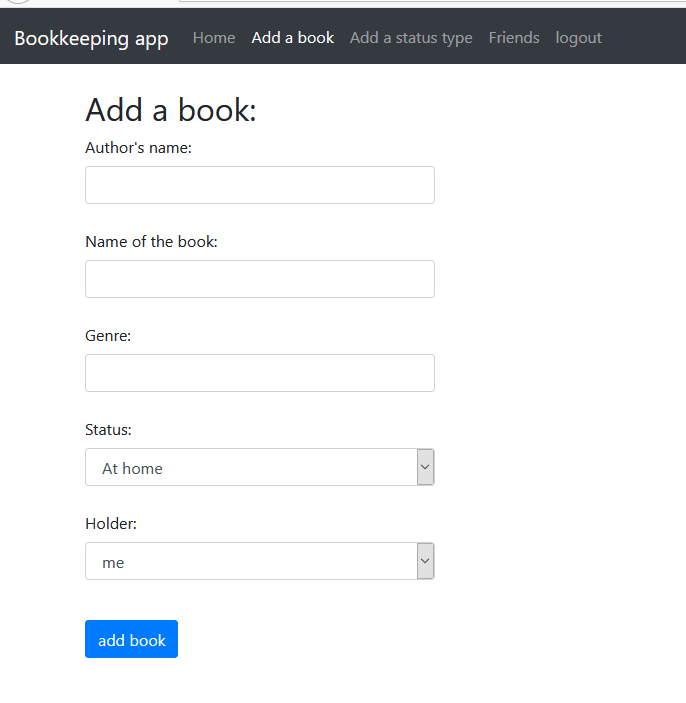 Bookkeeping app Home Add a book Add a status type Friends logout
Add a book:
Author's name:
Name of the book:
Genre:
Status:
At home
Holder:
me
add book